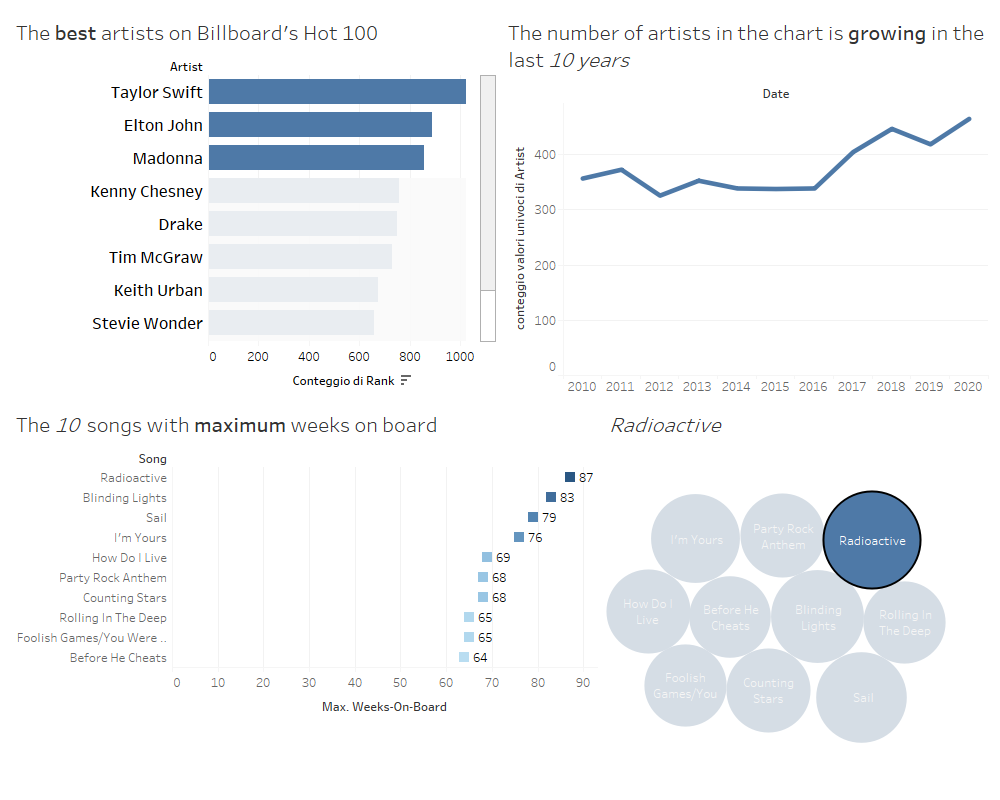 The best artists on Billboard's Hot 100
Artist
Taylor Swift
Elton John
Madonna
Kenny Chesney
Drake
Tim McGraw
Keith Urban
Stevie Wonder
0 200 400 600 800 1000
Conteggio di Rank
The number of artists in the chart is growing in the
last 10 years
Date
conteggio valori univoci di Artist
400
300
200
100
0
2010 2011 2012 2013 2014 2015 2016 2017 2018 2019 2020
The 10 songs with maximum weeks on board
Song
Radioactive 87
Blinding Lights 83
Sail 79
I'm Yours 76
How Do I Live 69
Party Rock Anthem 68
Counting Stars 68
Rolling In The Deep 65
Foolish Games/You Were .. 65
Before He Cheats 64
0 10 20 30 40 50 60 70 80 90
Max. Weeks-On-Board
Radioactive
I'm Yours
Party Rock
Anthem
Radioactive
How Do I
Live
Before He
Cheats
Blinding
Lights
Rolling In
The Deep
Foolish
Games/You
Counting
Stars
Sail